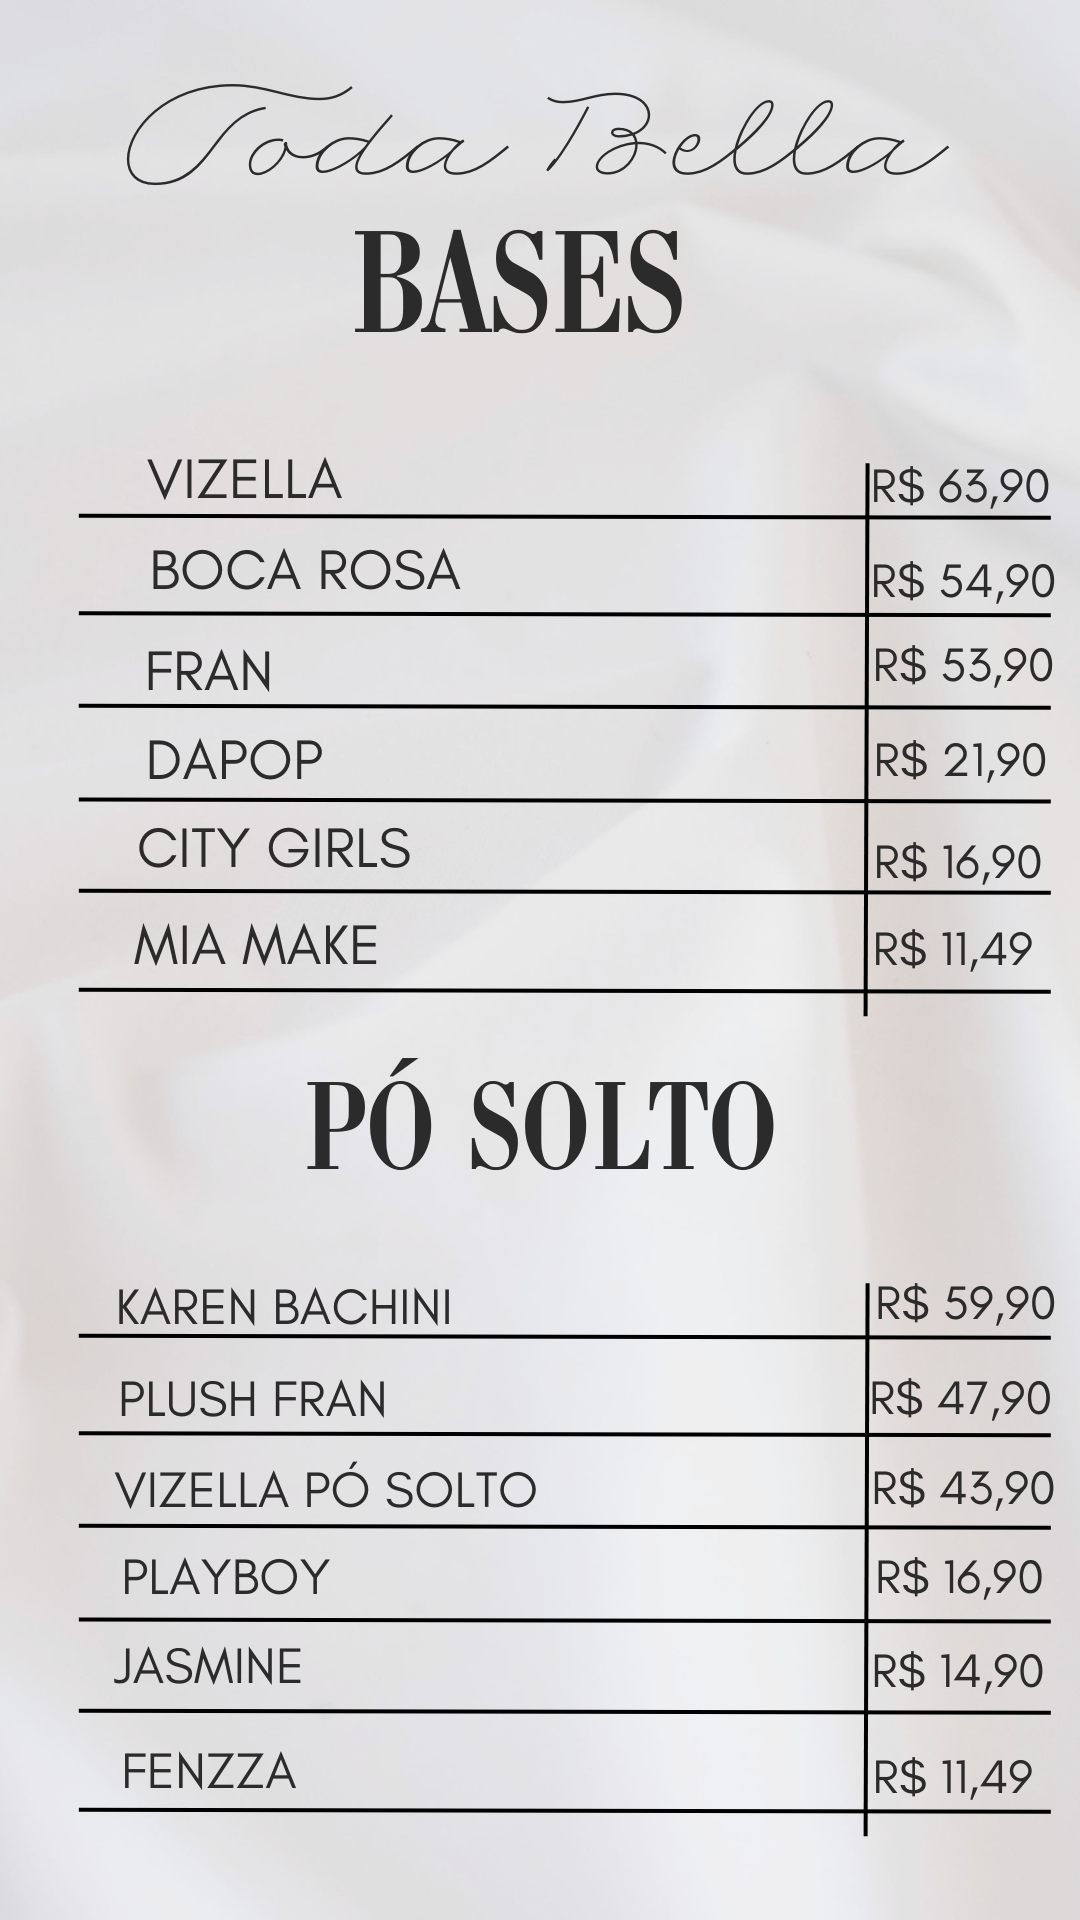 Toda Bella
BASES
VIZELLA R$ 63,90
BOCA ROSA R$ 54,90
FRAN R$ 53,90
DAPOP R$ 21,90
CITY GIRLS R$ 16,90
MIA MAKE R$ 11,49
PÓ SOLTO
KAREN BACHINI R$ 59,90
PLUSH FRAN R$ 47,90
VIZELLA PÓ SOLTO R$ 43,90
PLAYBOY R$ 16,90
JASMINE R$ 14,90
FENZZA R$ 11,49